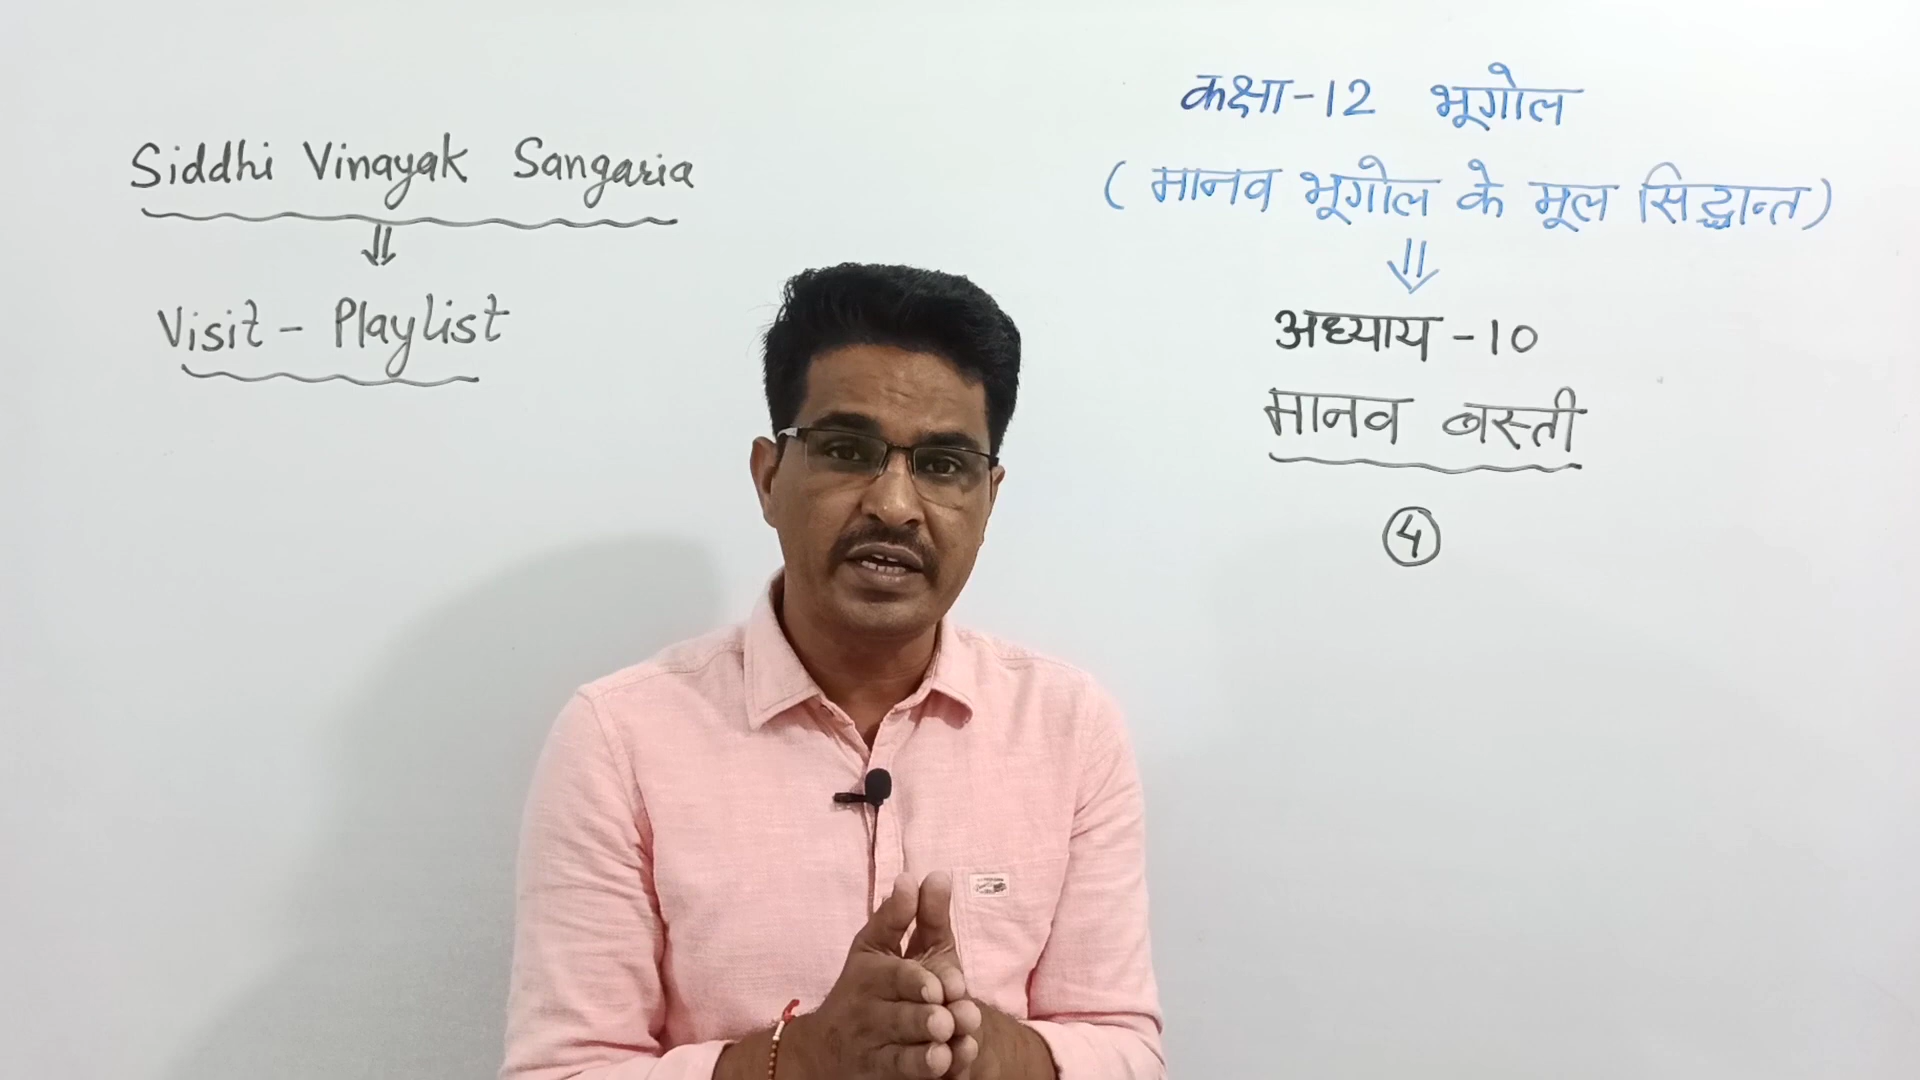 Siddhi Vinayak Sangaria
⇓
Visit - Playlist
कक्षा-12 भूगोल
(मानव भूगोल के मूल सिद्धान्त)
⇓
अध्याय -10
मानव बस्ती
4